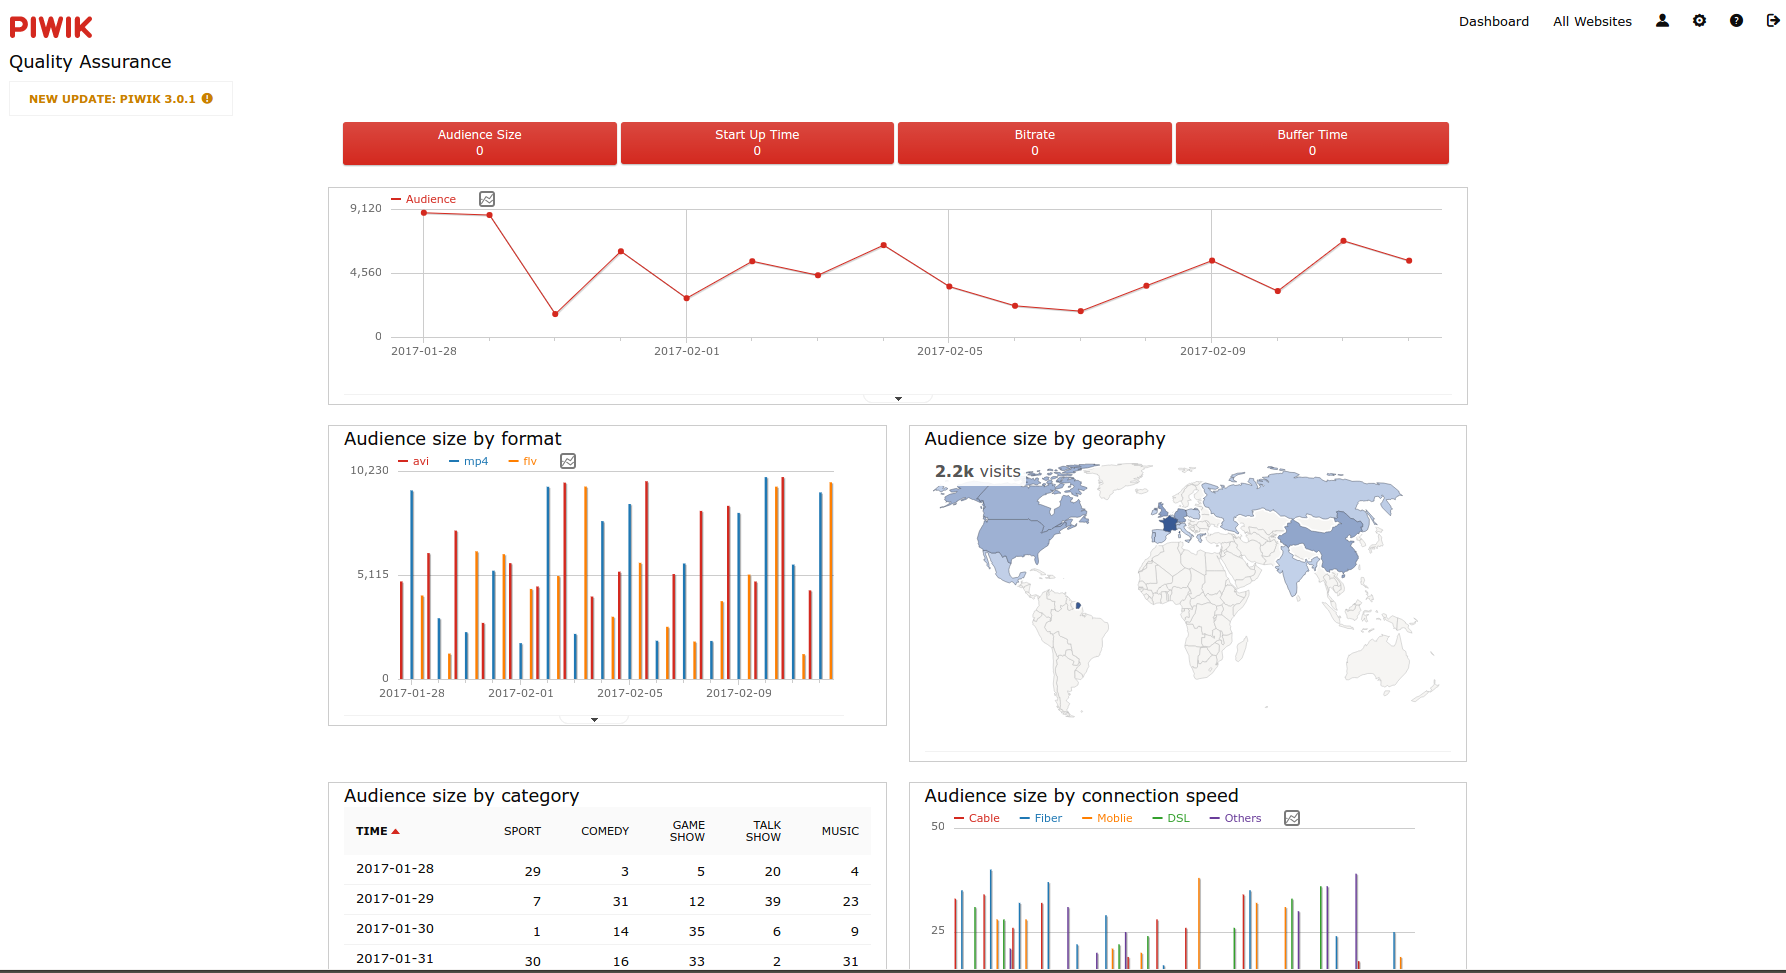 PIWIK
Dashboard All Websites
Quality Assurance
NEW UPDATE: PIWIK 3.0.1
Audience Size
0
Start Up Time
0
Bitrate
0
Buffer Time
0
Audience
9,120
4,560
0
2017-01-28 2017-02-01 2017-02-05 2017-02-09
Audience size by format
avi mp4 flv
10,230
5,115
0
2017-01-28 2017-02-01 2017-02-05 2017-02-09
Audience size by georaphy
2.2k visits
Audience size by category
TIME SPORT COMEDY GAME SHOW TALK SHOW MUSIC
2017-01-28 29 3 5 20 4
2017-01-29 7 31 12 39 23
2017-01-30 1 14 35 6 9
2017-01-31 30 16 33 2 31
Audience size by connection speed
Cable Fiber Moblie DSL Others
50
25